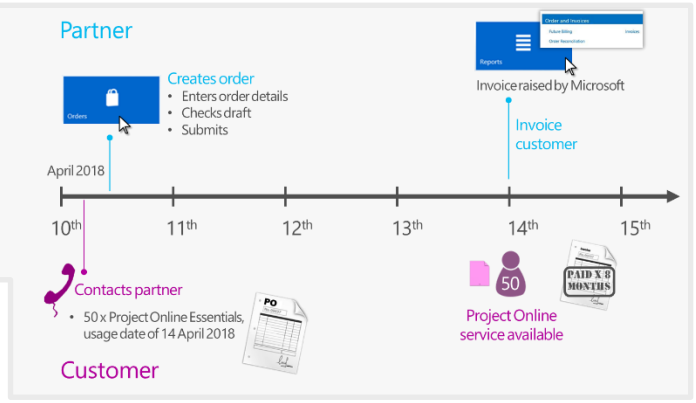 Partner
Order and Invoices
Future Billing
Invoices
Order Reconciliation
Reports
Invoice raised by Microsoft
Creates order
• Enters order details
• Checks draft
• Submits
Orders
Invoice
customer
April 2018
10th
11th
12th
13th
14th
15th
Contacts partner
• 50 x Project Online Essentials,
usage date of 14 April 2018
PO
50
PAID X 8
MONTHS
Project Online
service available
Customer